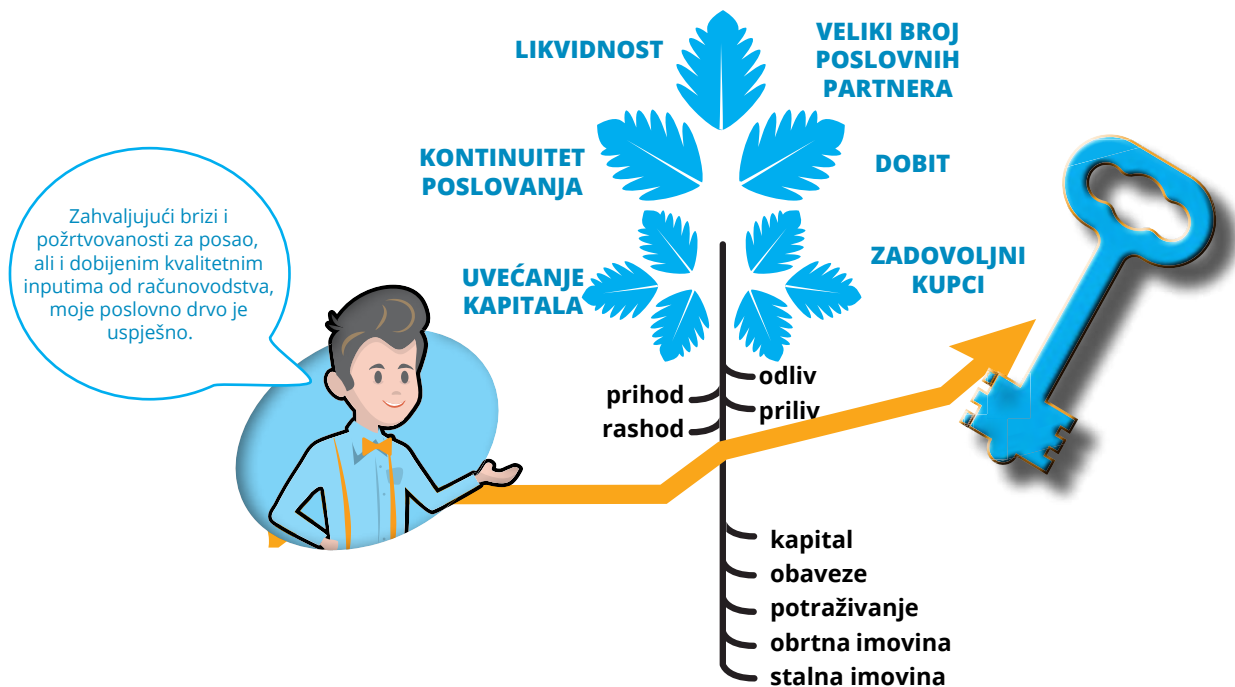 LIKVIDNOST
VELIKI BROJ
POSLOVNIH
PARTNERA
KONTINUITET
POSLOVANJA
DOBIT
Zahvaljujući brizi i
požrtvovanosti za posao,
ali i dobijenim kvalitetnim
inputima od računovodstva,
moje poslovno drvo je
uspješno.
UVEĆANJE
KAPITALA
ZADOVOLJNI
KUPCI
prihod
rashod
odliv
priliv
kapital
obaveze
potraživanje
obrtna imovina
stalna imovina